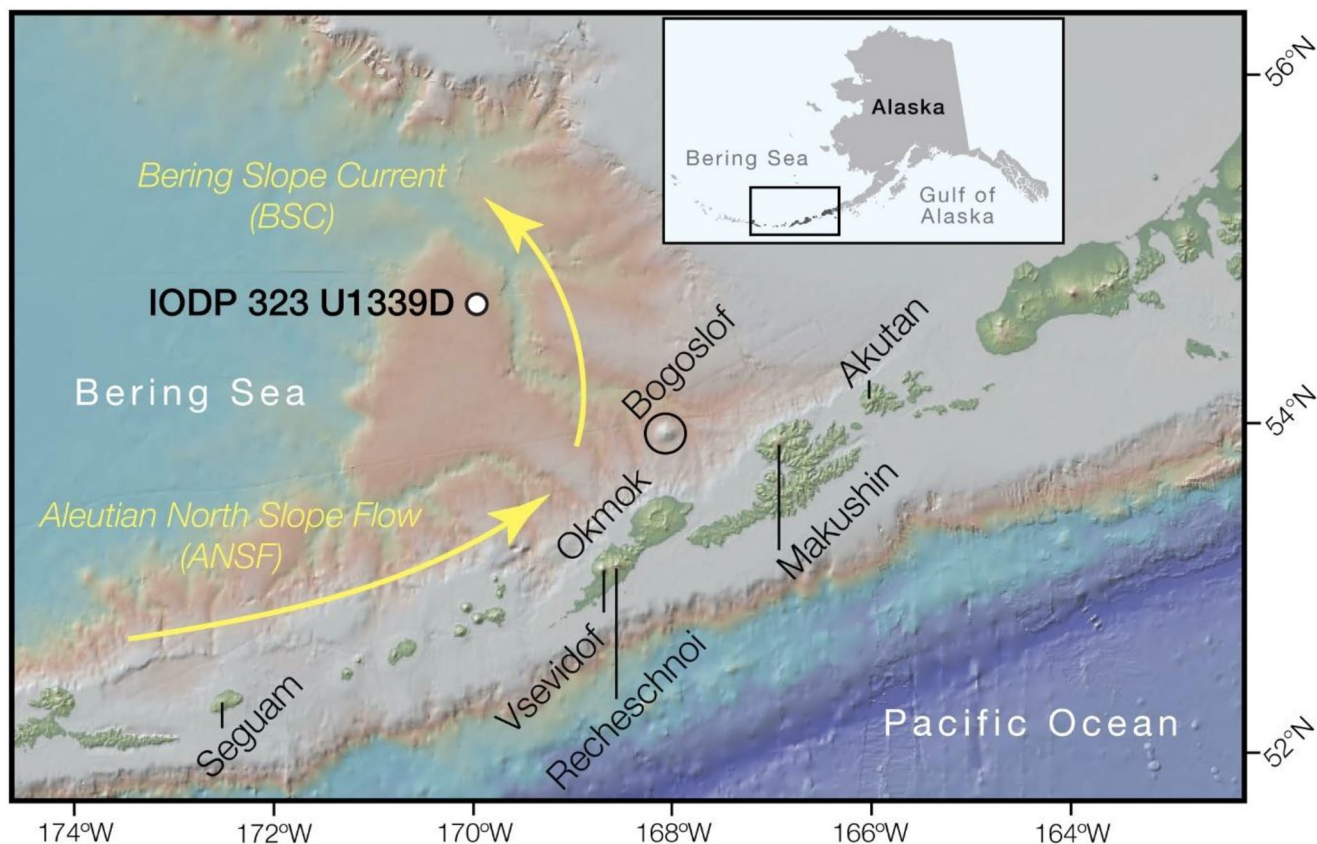 Alaska
Bering Sea
Gulf of
Alaska
56°N
Bering Slope Current
(BSC)
IODP 323 U1339D
Bering Sea
Bogoslof
Akutan
54°N
Aleutian North Slope Flow
(ANSF)
Okmok
Makushin
Vsevidof
Recheschnoi
Seguam
Pacific Ocean
52°N
174°W
172°W
170°W
168°W
166°W
164°W